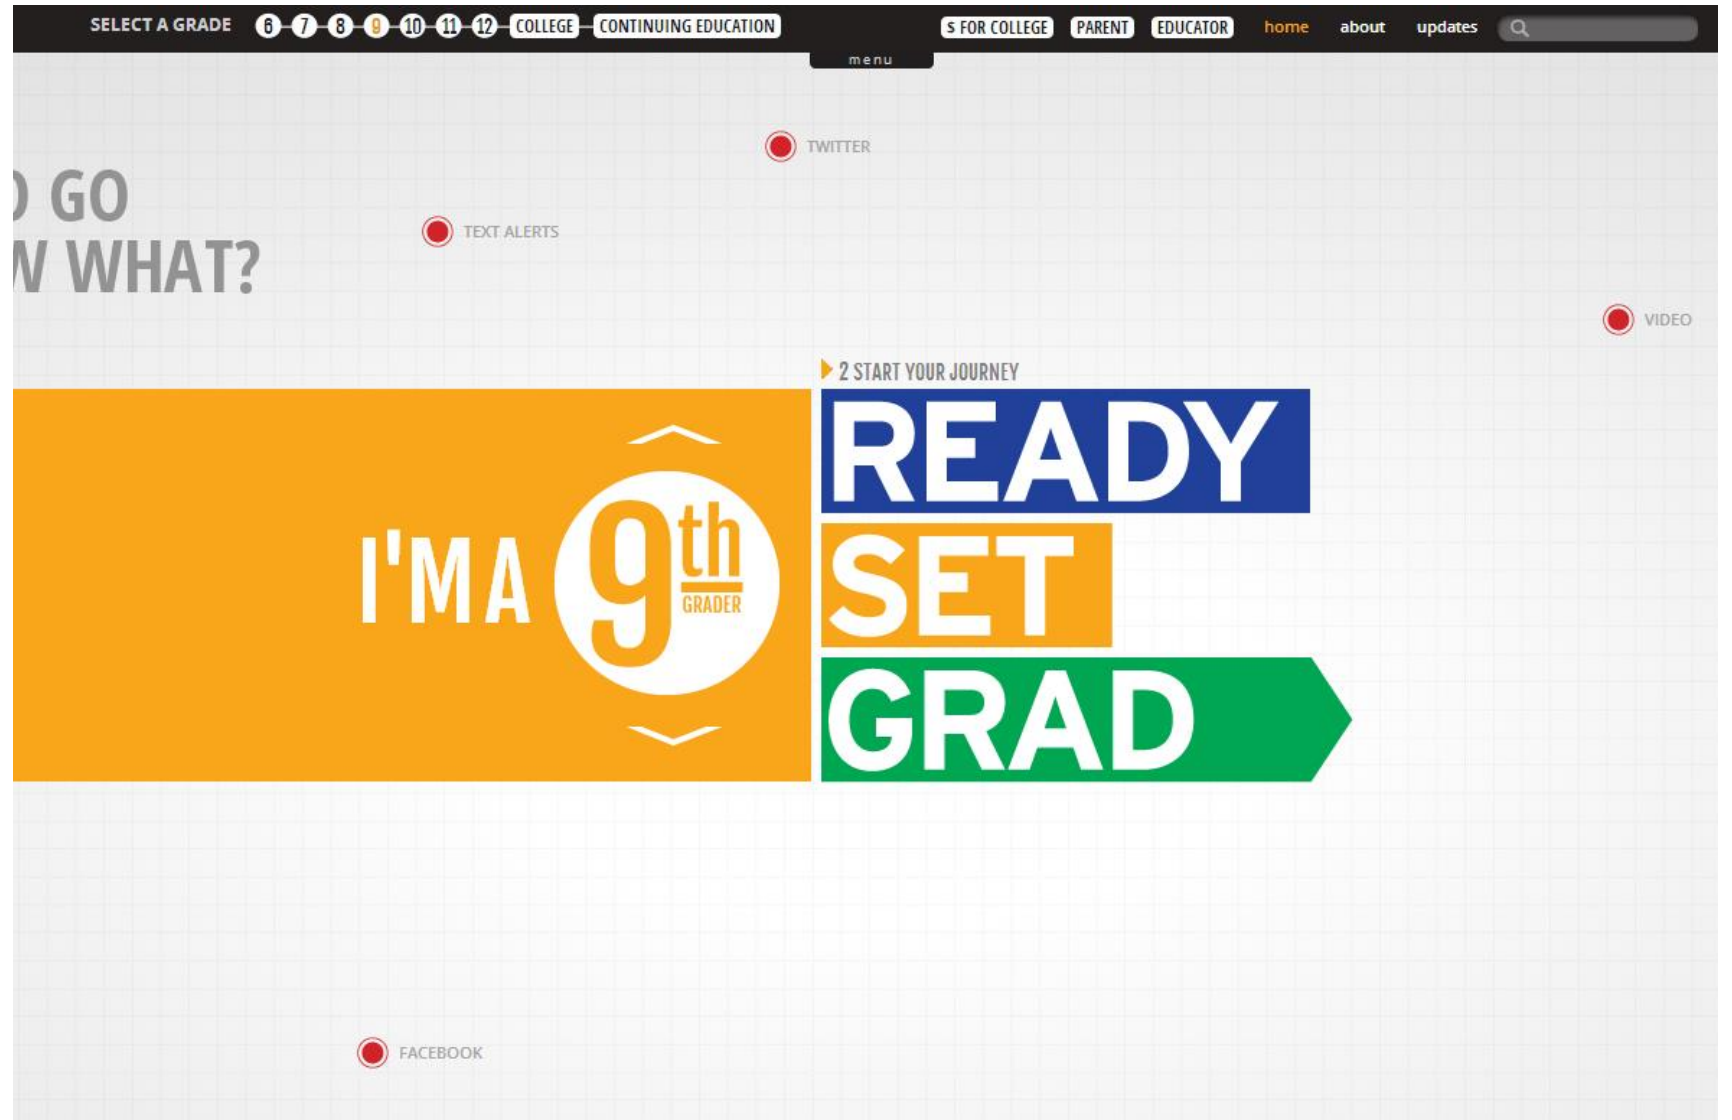 SELECT A GRADE 6 7 8 9 10 11 12 COLLEGE CONTINUING EDUCATION S FOR COLLEGE PARENT EDUCATOR home about updates
menu
TWITTER
GO
TEXT ALERTS
WHAT?
VIDEO
2 START YOUR JOURNEY
READY
I'M A 9th GRADER
SET
GRAD
FACEBOOK